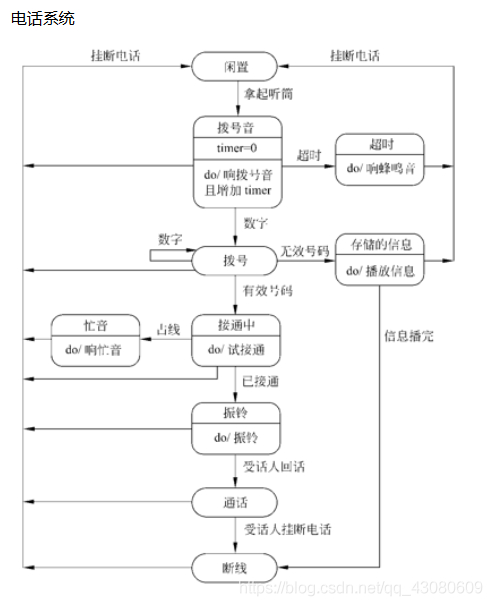 电话系统
挂断电话
闲置
挂断电话
拿起听筒
拨号音
timer=0
do/ 响拨号音
且增加 timer
超时
超时
do/ 响蜂鸣音
数字
数字
拨号
无效号码
存储的信息
do/ 播放信息
有效号码
忙音
do/ 响忙音
占线
接通中
do/ 试接通
信息播完
已接通
振铃
do/ 振铃
受话人回话
通话
受话人挂断电话
断线
https://blog.csdn.net/qq_43080609